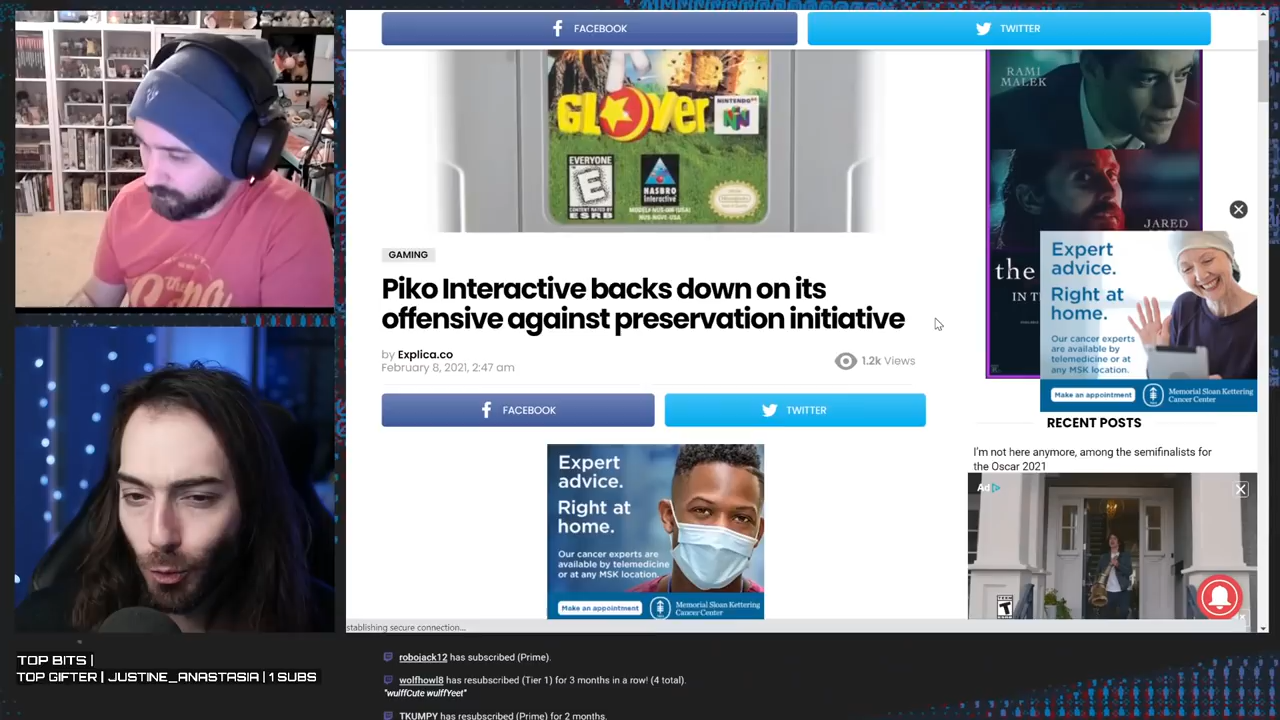 FACEBOOK
TWITTER
GLOVER
NINTENDO 64
EVERYONE
E
CONTENT RATED BY
ESRB
HASBRO
Interactive
RAMI
MALEK
JARED
the
IN T
GAMING
Piko Interactive backs down on its
offensive against preservation initiative
by Explica.co
February 8, 2021, 2:47 am
1.2k Views
FACEBOOK
TWITTER
Expert
advice.
Right at
home.
Our cancer experts
are available by
telemedicine or at
any MSK location.
Make an appointment
Memorial Sloan Kettering
Cancer Center
RECENT POSTS
I'm not here anymore, among the semifinalists for
the Oscar 2021
Ad
Expert
advice.
Right at
home.
Our cancer experts are
available by telemedicine
or at any MSK location.
Make an appointment
Memorial Sloan Kettering
Cancer Center
T
stablishing secure connection...
TOP BITS |
TOP GIFTER | JUSTINE_ANASTASIA | 1 SUBS
robojack12 has subscribed (Prime).
wolfhowl8 has resubscribed (Tier 1) for 3 months in a row! (4 total).
"wulffCute wulffYeet"
TKUMPY has resubscribed (Prime) for 2 months.